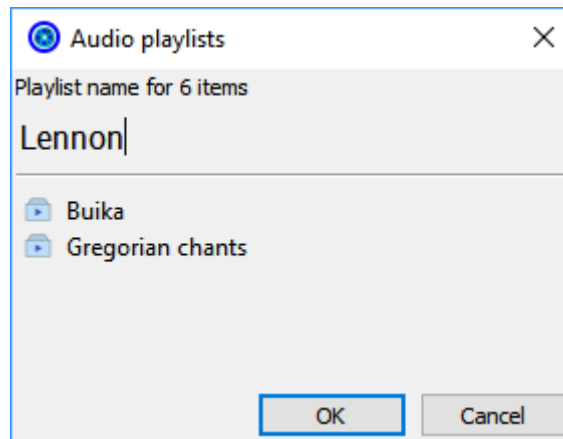 Audio playlists
Playlist name for 6 items
Lennon
Buika
Gregorian chants
OK Cancel